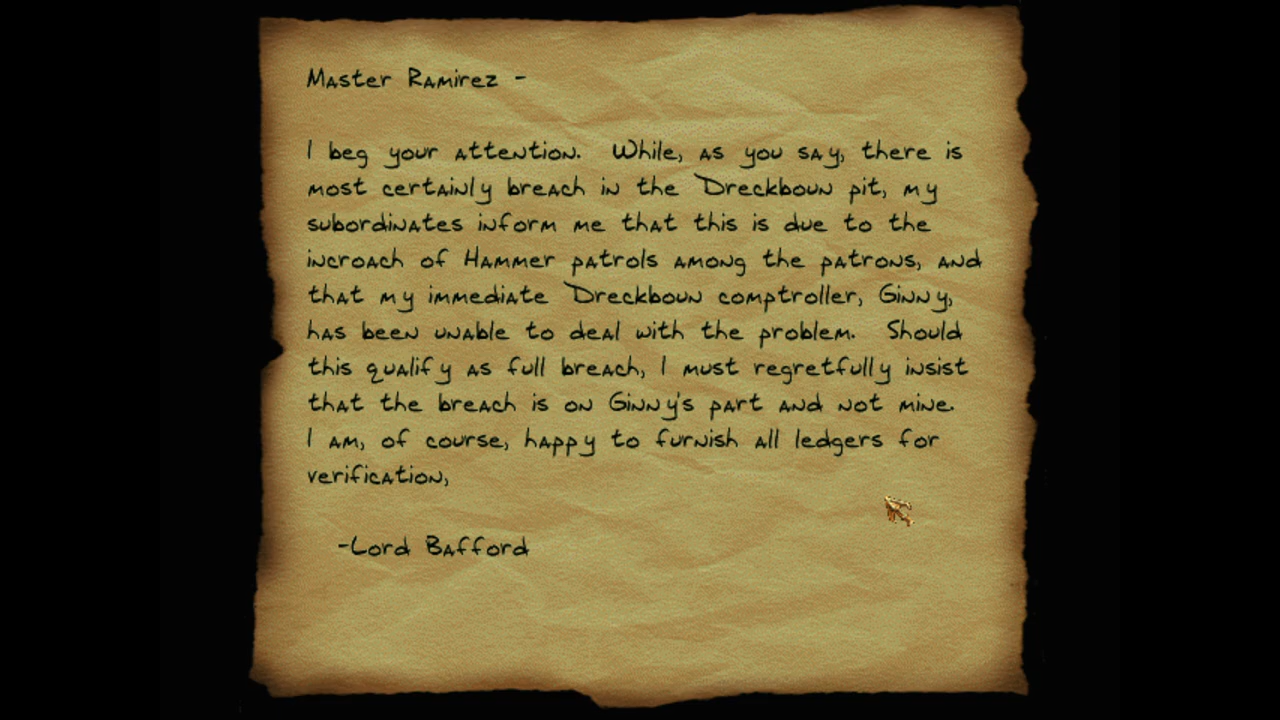 Master Ramirez -
I beg your attention.  While, as you say, there is
most certainly breach in the Dreckboun pit, my
subordinates inform me that this is due to the
incroach of Hammer patrols among the patrons, and
that my immediate Dreckboun comptroller, Ginny,
has been unable to deal with the problem.  Should
this qualify as full breach, I must regretfully insist
that the breach is on Ginny's part and not mine.
I am, of course, happy to furnish all ledgers for
verification,
-Lord Bafford